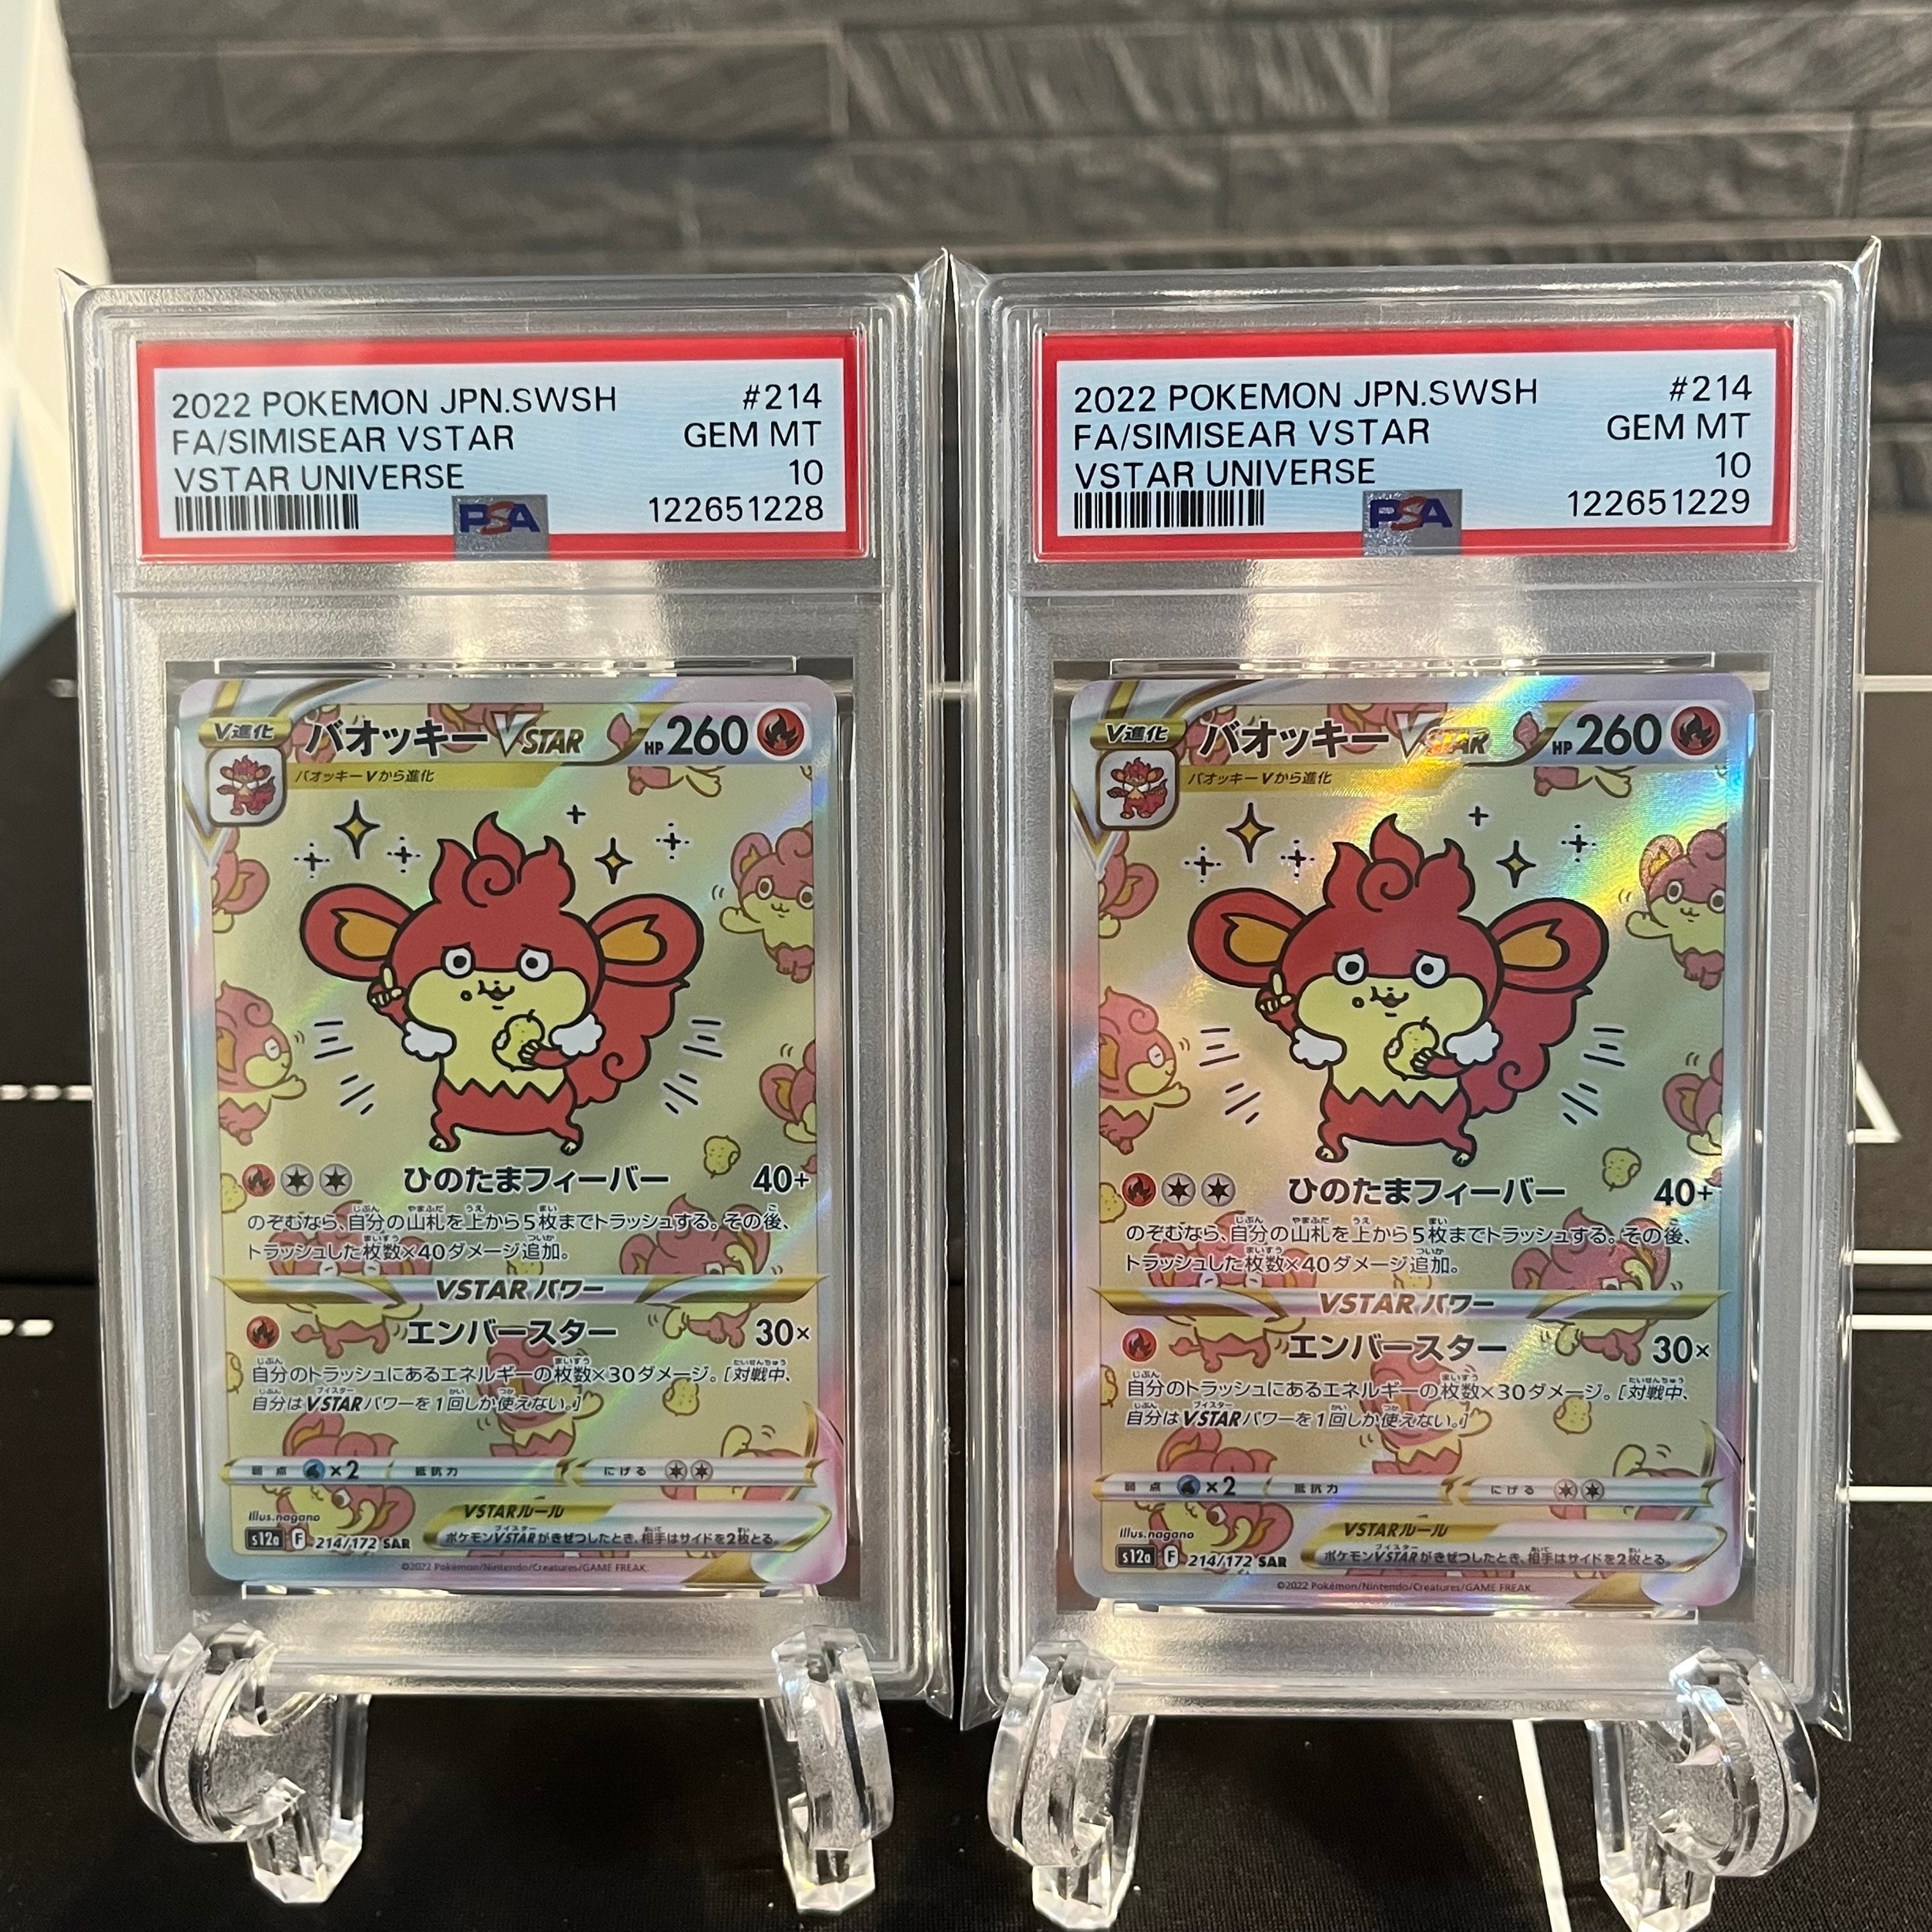 2022 POKEMON JPN.SWSH #214
FA/SIMISEAR VSTAR GEM MT
VSTAR UNIVERSE 10
PSA 122651228
V進化 バオッキーVSTAR HP260
バオッキーVから進化
ひのたまフィーバー 40+
のぞむなら、自分の山札を上から5枚までトラッシュする。その後、
トラッシュした枚数×40ダメージ追加。
VSTARパワー
エンバースター 30×
自分のトラッシュにあるエネルギーの枚数×30ダメージ。[対戦中、
自分はVSTARパワーを1回しか使えない。]
弱点 ×2 抵抗力 にげる
Illus.nagano
VSTARルール
s12a F 214/172 SAR
ポケモンVSTARがきぜつしたとき、相手はサイドを2枚とる。
©2022 Pokémon/Nintendo/Creatures/GAME FREAK.
2022 POKEMON JPN.SWSH #214
FA/SIMISEAR VSTAR GEM MT
VSTAR UNIVERSE 10
PSA 122651229
V進化 バオッキーVSTAR HP260
バオッキーVから進化
ひのたまフィーバー 40+
のぞむなら、自分の山札を上から5枚までトラッシュする。その後、
トラッシュした枚数×40ダメージ追加。
VSTARパワー
エンバースター 30×
自分のトラッシュにあるエネルギーの枚数×30ダメージ。[対戦中、
自分はVSTARパワーを1回しか使えない。]
弱点 ×2 抵抗力 にげる
Illus.nagano
VSTARルール
s12a F 214/172 SAR
ポケモンVSTARがきぜつしたとき、相手はサイドを2枚とる。
©2022 Pokémon/Nintendo/Creatures/GAME FREAK.